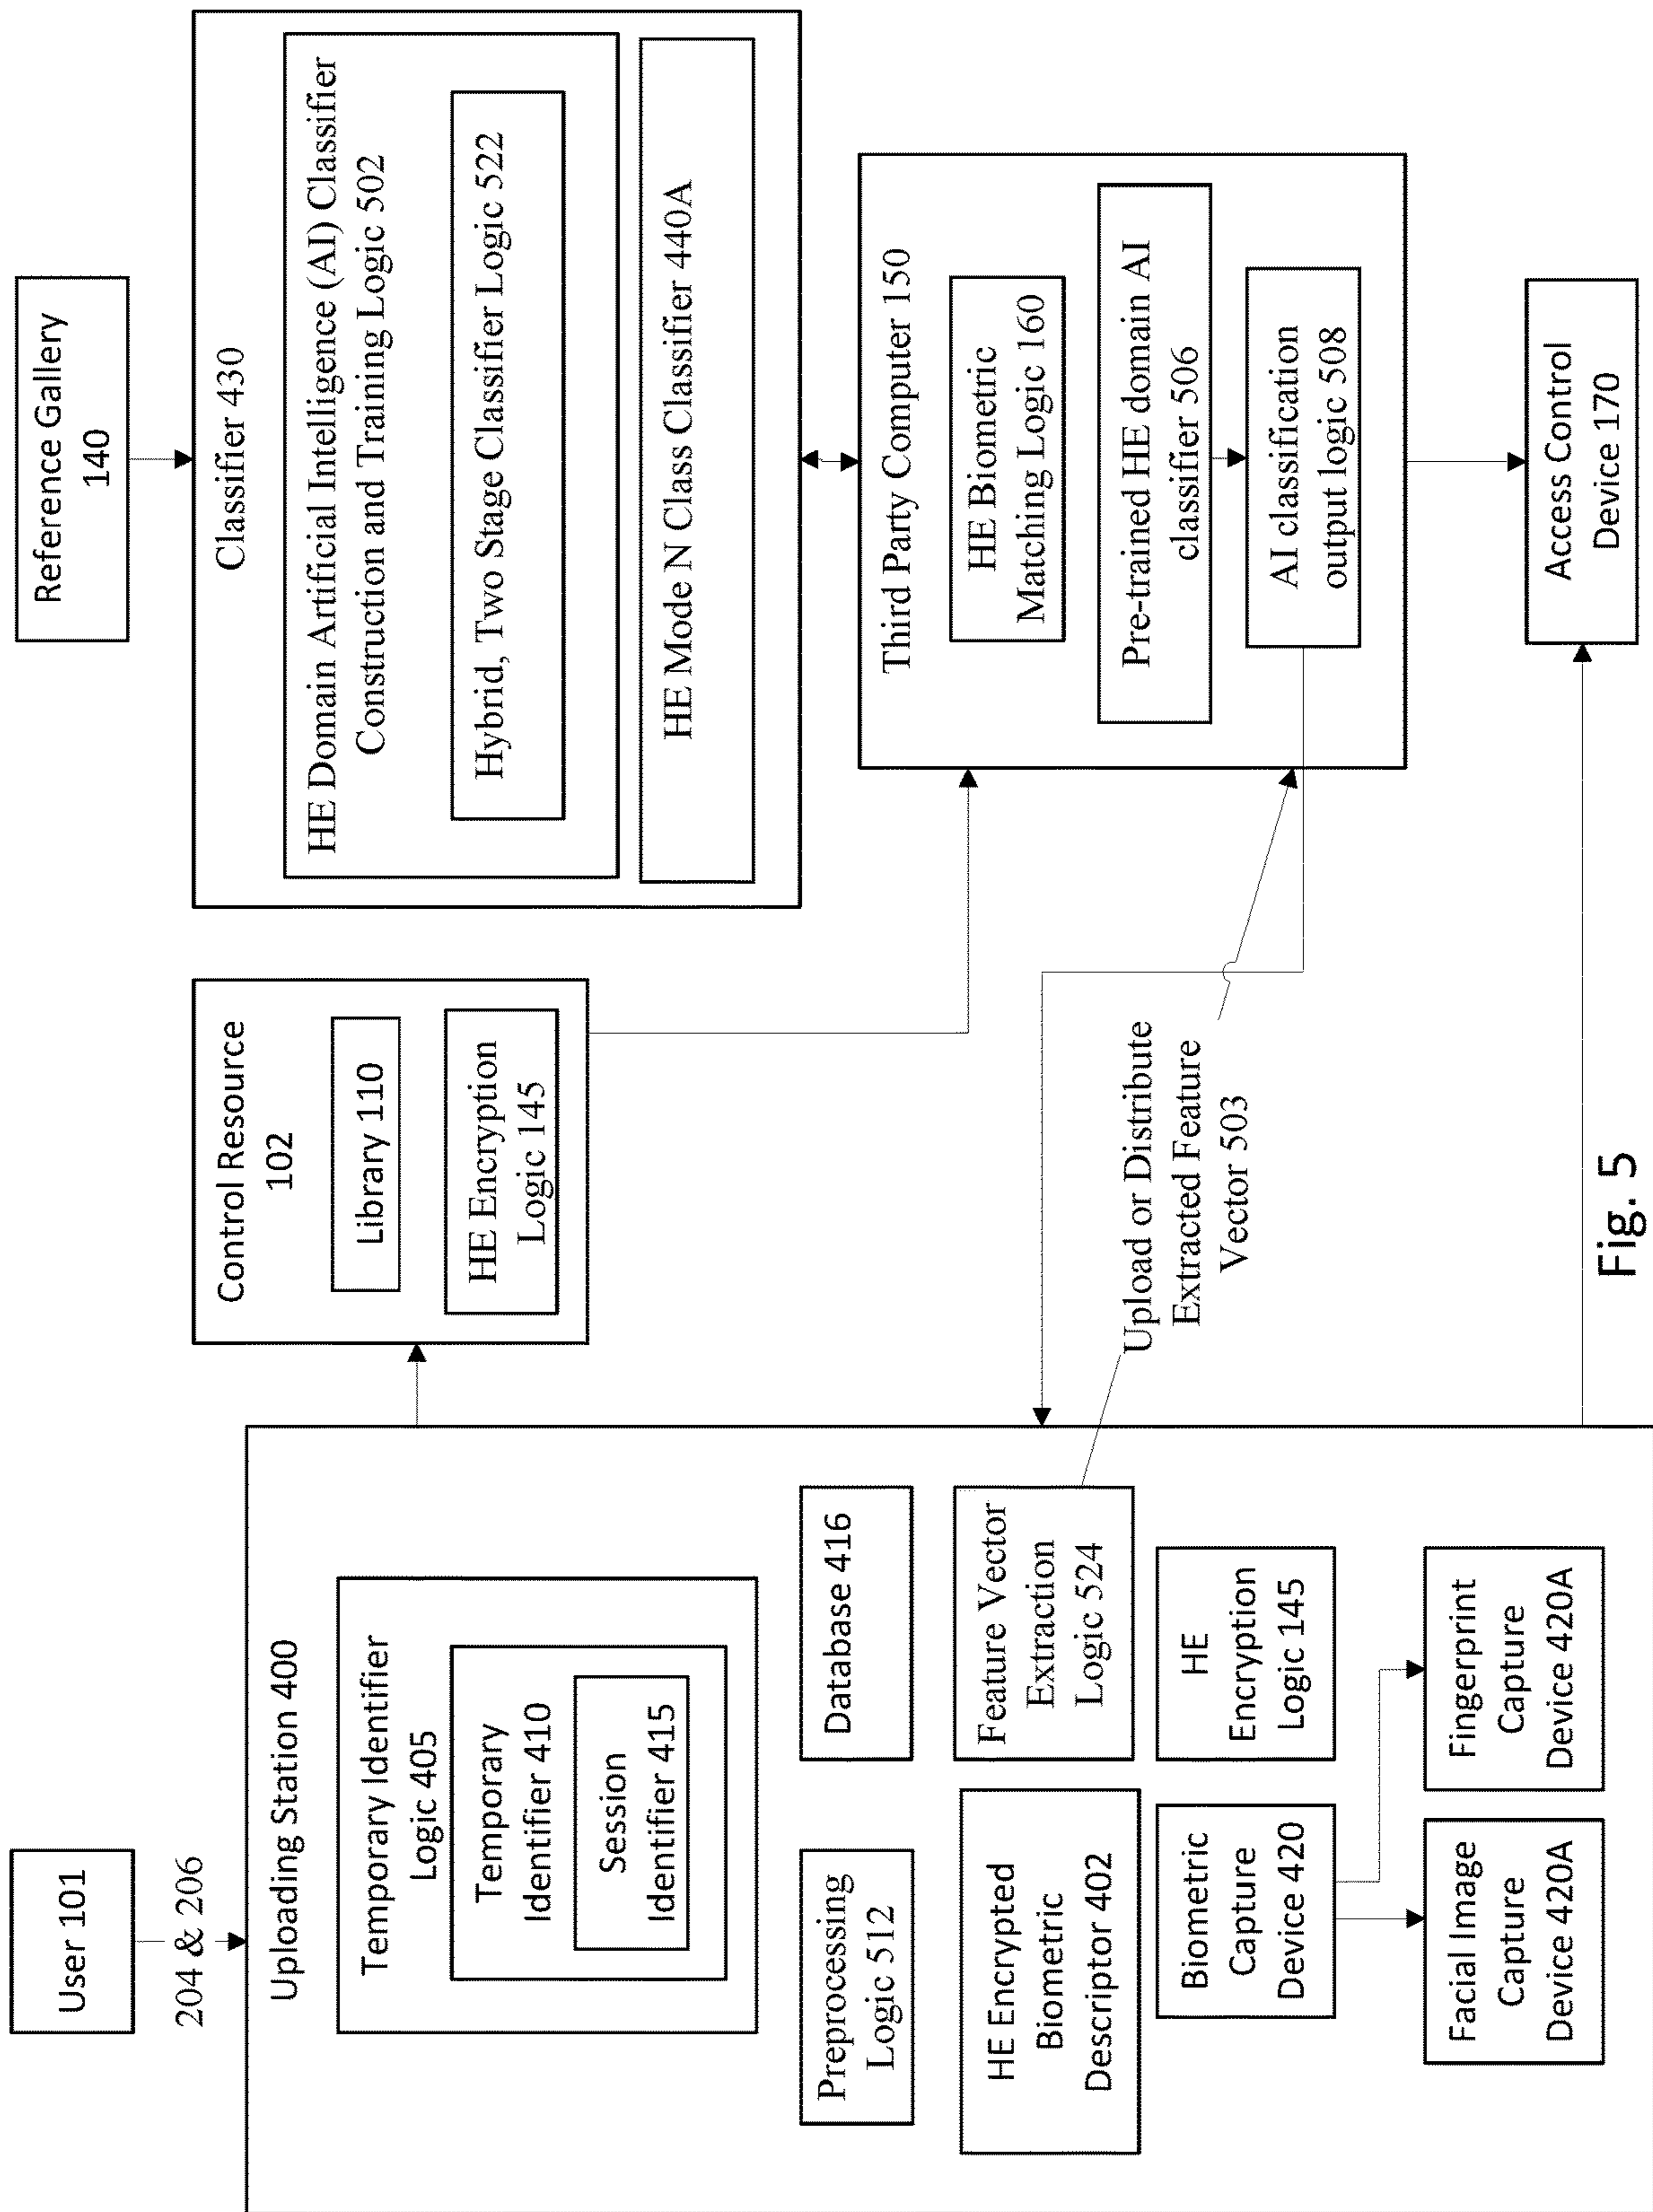 User 101
204 & 206
Uploading Station 400
Temporary Identifier
Logic 405
Temporary
Identifier 410
Session
Identifier 415
Preprocessing
Logic 512
Database 416
HE Encrypted
Biometric
Descriptor 402
Feature Vector
Extraction
Logic 524
Biometric
Capture
Device 420
HE
Encryption
Logic 145
Facial Image
Capture
Device 420A
Fingerprint
Capture
Device 420A
Control Resource
102
Library 110
HE Encryption
Logic 145
Upload or Distribute
Extracted Feature
Vector 503
Reference Gallery
140
Classifier 430
HE Domain Artificial Intelligence (AI) Classifier
Construction and Training Logic 502
Hybrid, Two Stage Classifier Logic 522
HE Mode N Class Classifier 440A
Third Party Computer 150
HE Biometric
Matching Logic 160
Pre-trained HE domain AI
classifier 506
AI classification
output logic 508
Access Control
Device 170
Fig. 5